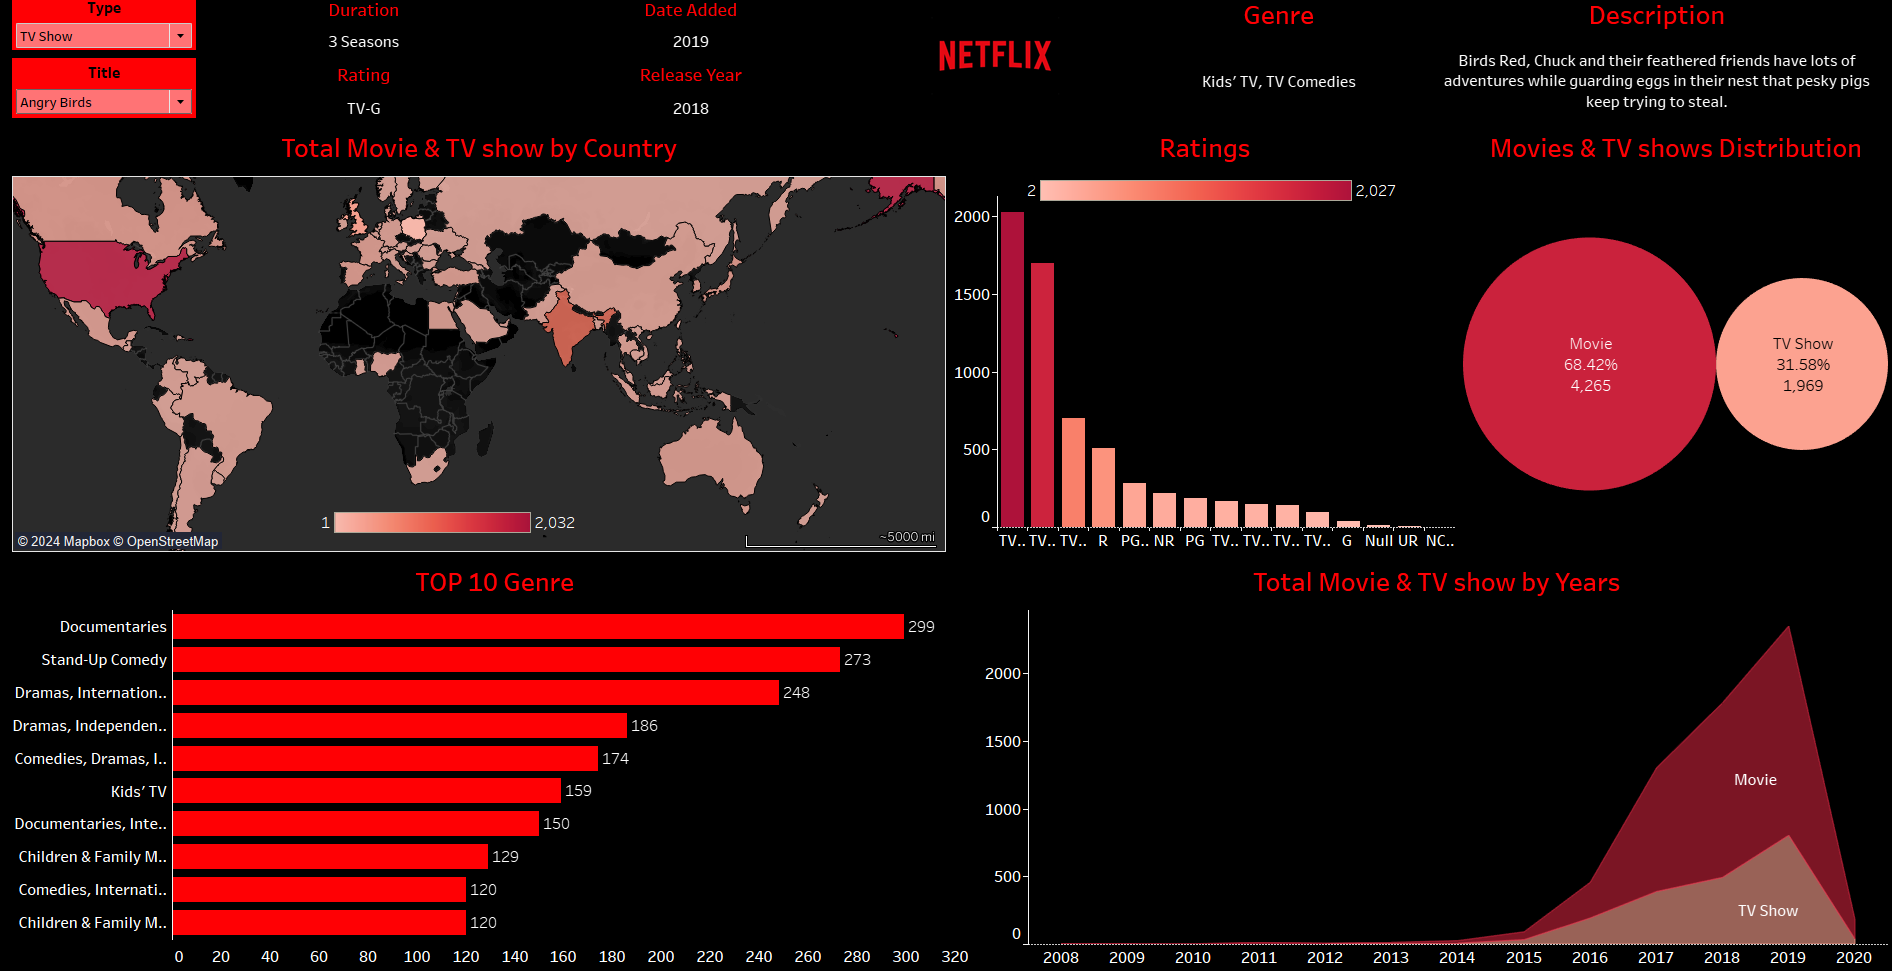 Type
TV Show
Title
Angry Birds
Duration
3 Seasons
Rating
TV-G
Date Added
2019
Release Year
2018
NETFLIX
Genre
Kids' TV, TV Comedies
Description
Birds Red, Chuck and their feathered friends have lots of
adventures while guarding eggs in their nest that pesky pigs
keep trying to steal.
Total Movie & TV show by Country
1
2,032
© 2024 Mapbox © OpenStreetMap
~5000 mi
Ratings
2
2,027
2000
1500
1000
500
0
TV.. TV.. TV.. R PG.. NR PG TV.. TV.. TV.. TV.. G Null UR NC..
Movies & TV shows Distribution
Movie
68.42%
4,265
TV Show
31.58%
1,969
TOP 10 Genre
Documentaries 299
Stand-Up Comedy 273
Dramas, Internation.. 248
Dramas, Independen.. 186
Comedies, Dramas, I.. 174
Kids' TV 159
Documentaries, Inte.. 150
Children & Family M.. 129
Comedies, Internati.. 120
Children & Family M.. 120
0 20 40 60 80 100 120 140 160 180 200 220 240 260 280 300 320
Total Movie & TV show by Years
2000
1500
1000
500
0
Movie
TV Show
2008 2009 2010 2011 2012 2013 2014 2015 2016 2017 2018 2019 2020